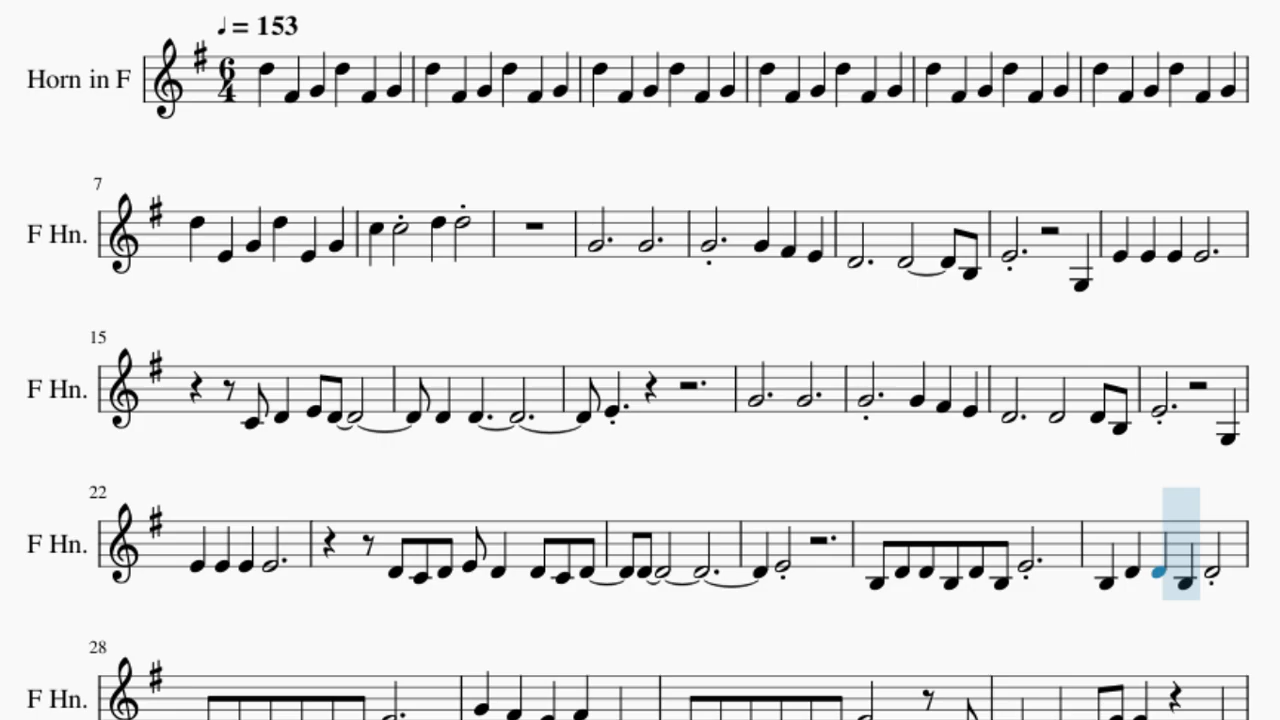 ♩ = 153
Horn in F
6
4
7
F Hn.
15
F Hn.
22
F Hn.
28
F Hn.